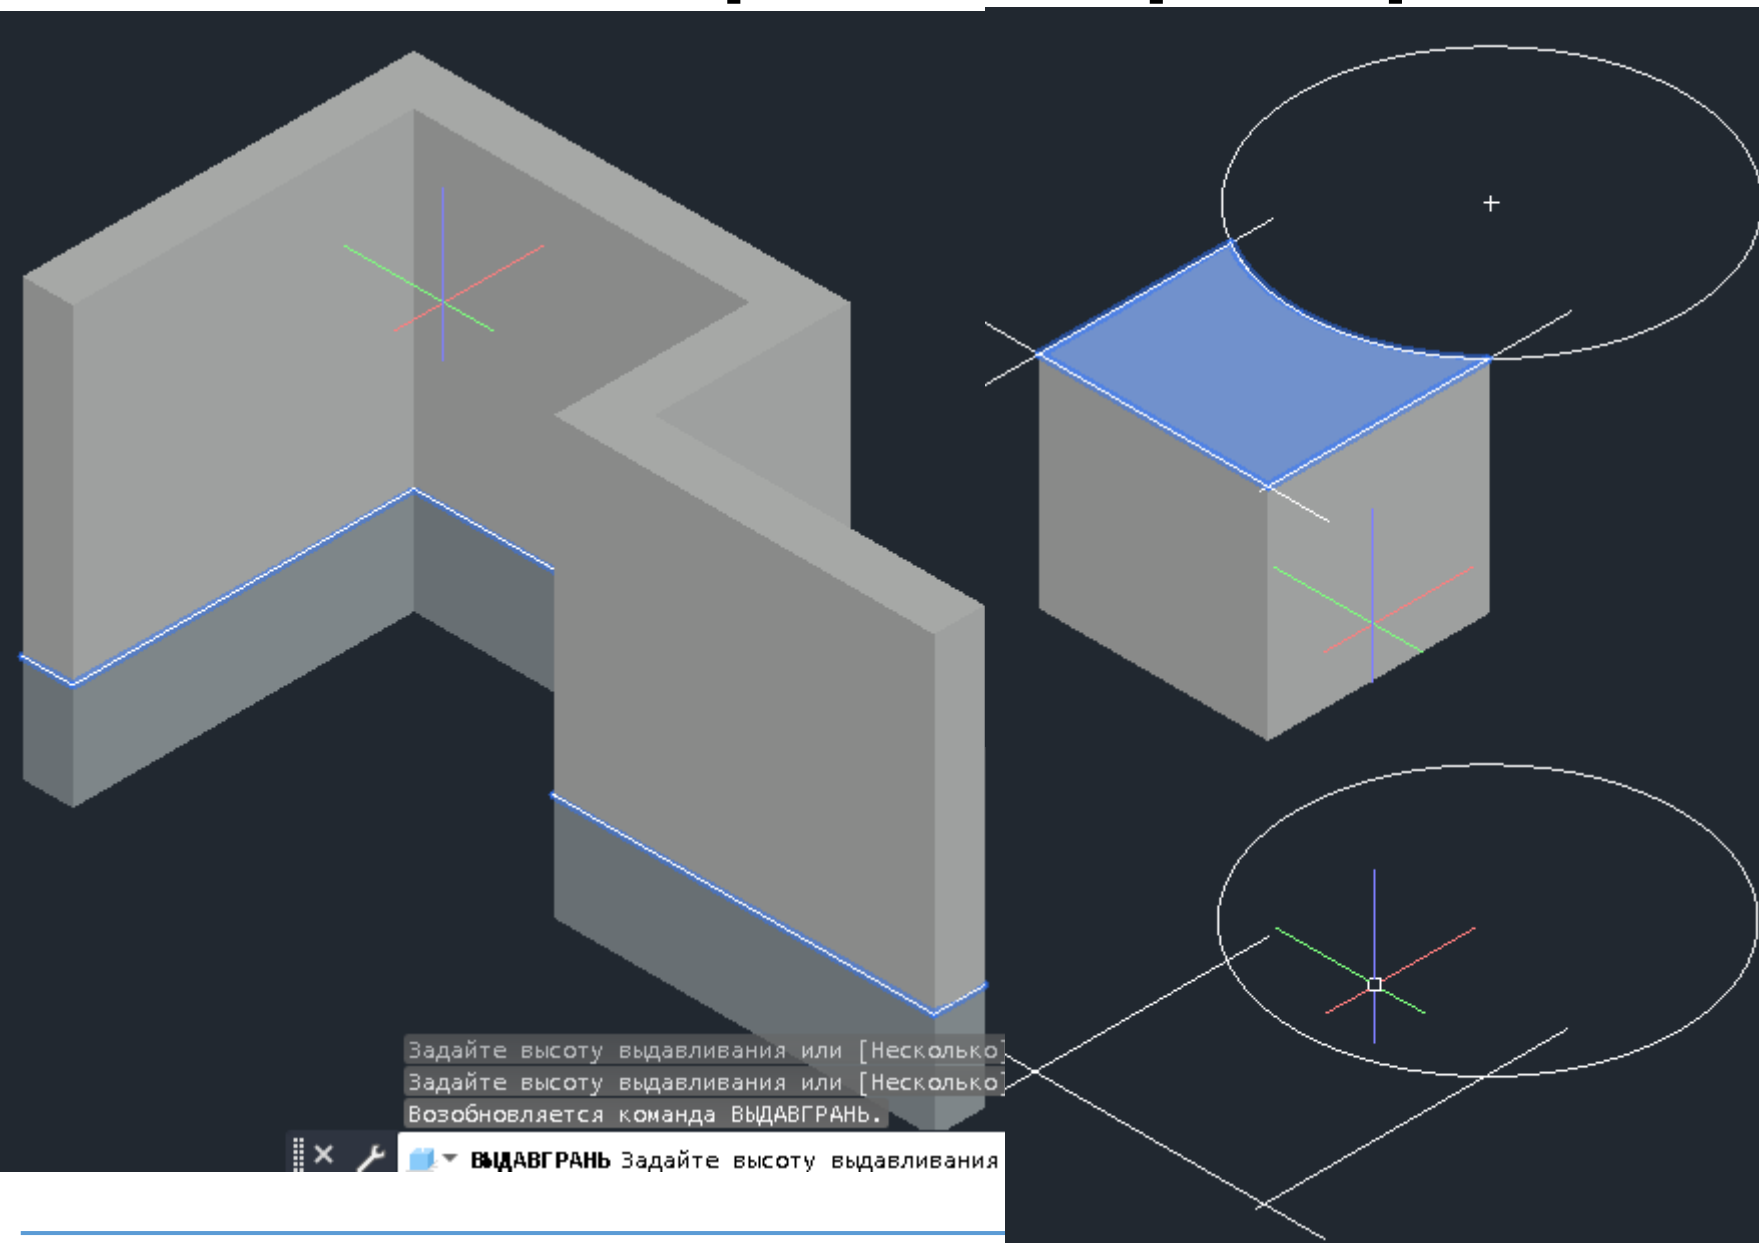 Задайте высоту выдавливания или [Несколько]
Задайте высоту выдавливания или [Несколько]
Возобновляется команда ВЫДАВГРАНЬ.
ВЫДАВГРАНЬ Задайте высоту выдавливания